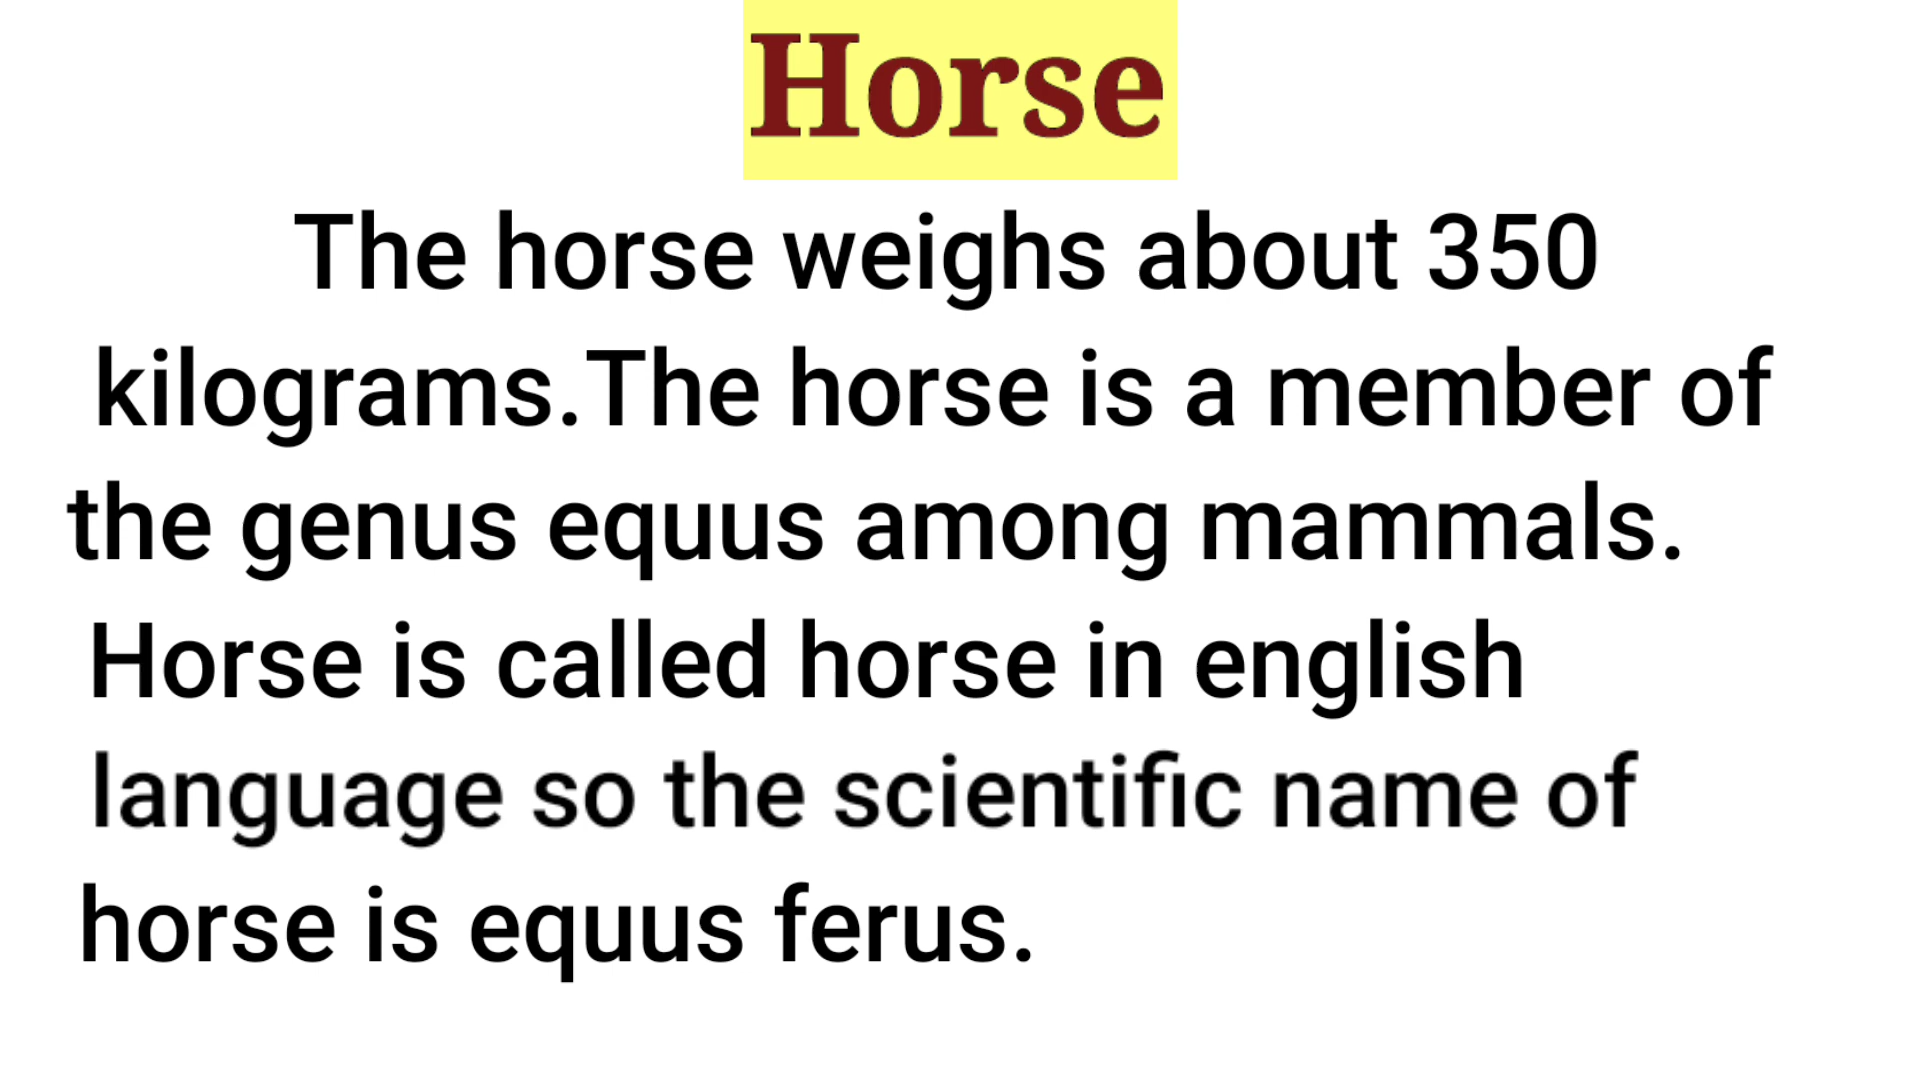 Horse
The horse weighs about 350
kilograms.The horse is a member of
the genus equus among mammals.
Horse is called horse in english
language so the scientific name of
horse is equus ferus.